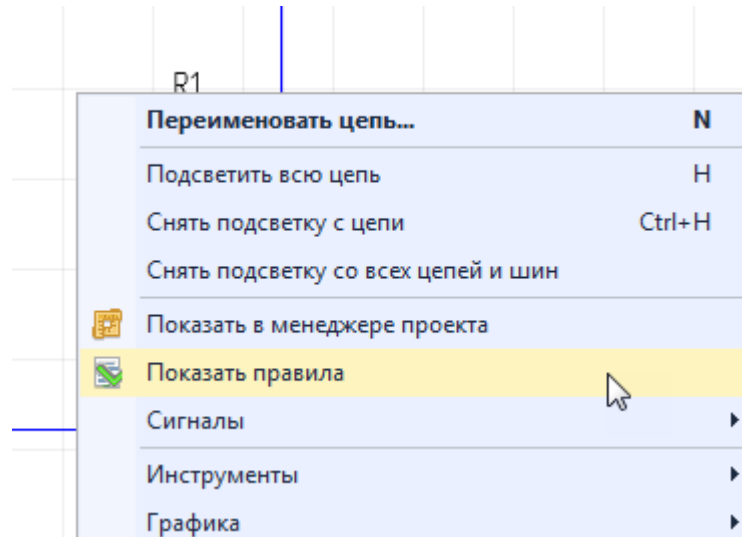 R1
Переименовать цепь... N
Подсветить всю цепь H
Снять подсветку с цепи Ctrl+H
Снять подсветку со всех цепей и шин
Показать в менеджере проекта
Показать правила
Сигналы
Инструменты
Графика